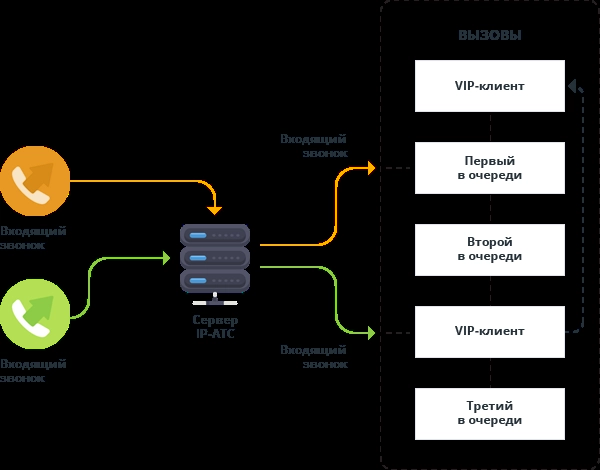 ВЫЗОВЫ
VIP-клиент
Входящий
звонок
Первый
в очереди
Входящий
звонок
Второй
в очереди
Сервер
IP-АТС
VIP-клиент
Входящий
звонок
Входящий
звонок
Третий
в очереди